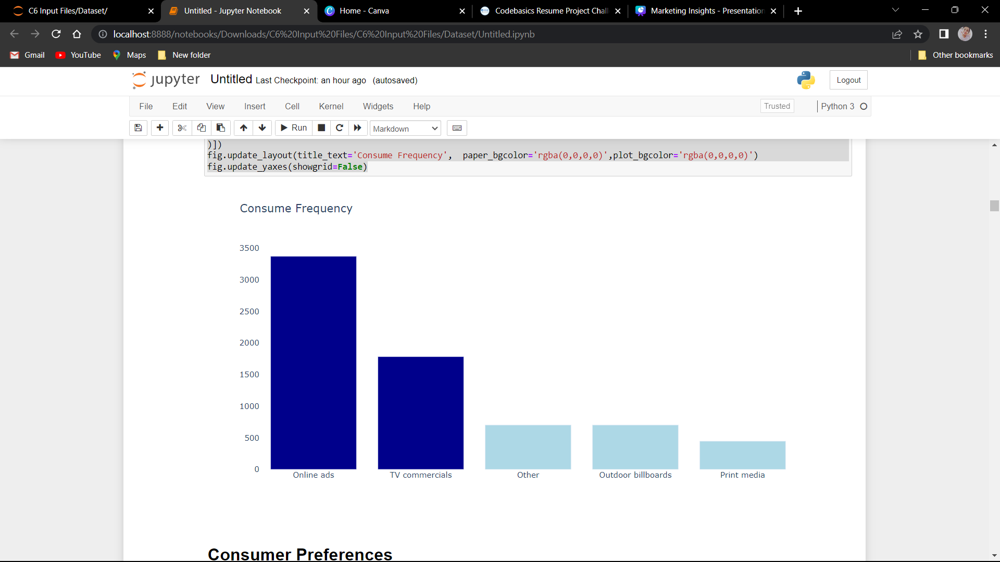 C6 Input Files/Dataset/
Untitled - Jupyter Notebook
Home - Canva
Codebasics Resume Project Chall
Marketing Insights - Presentation
localhost:8888/notebooks/Downloads/C6%20Input%20Files/C6%20Input%20Files/Dataset/Untitled.ipynb
Gmail
YouTube
Maps
New folder
Other bookmarks
jupyter
Untitled Last Checkpoint: an hour ago (autosaved)
Logout
File Edit View Insert Cell Kernel Widgets Help
Trusted
Python 3
Run
Markdown
)])
fig.update_layout(title_text='Consume Frequency',  paper_bgcolor='rgba(0,0,0,0)',plot_bgcolor='rgba(0,0,0,0)')
fig.update_yaxes(showgrid=False)
Consume Frequency
3500
3000
2500
2000
1500
1000
500
0
Online ads
TV commercials
Other
Outdoor billboards
Print media
Consumer Preferences